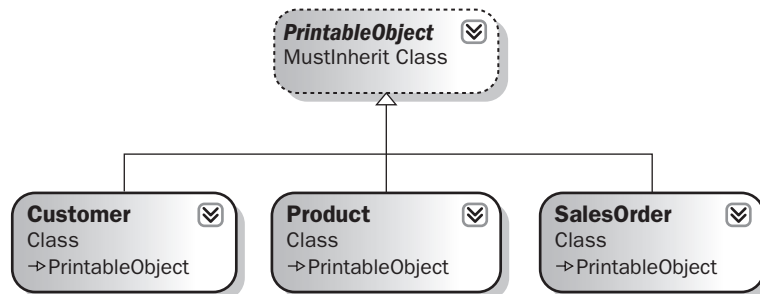 PrintableObject
MustInherit Class
Customer
Class
PrintableObject
Product
Class
PrintableObject
SalesOrder
Class
PrintableObject